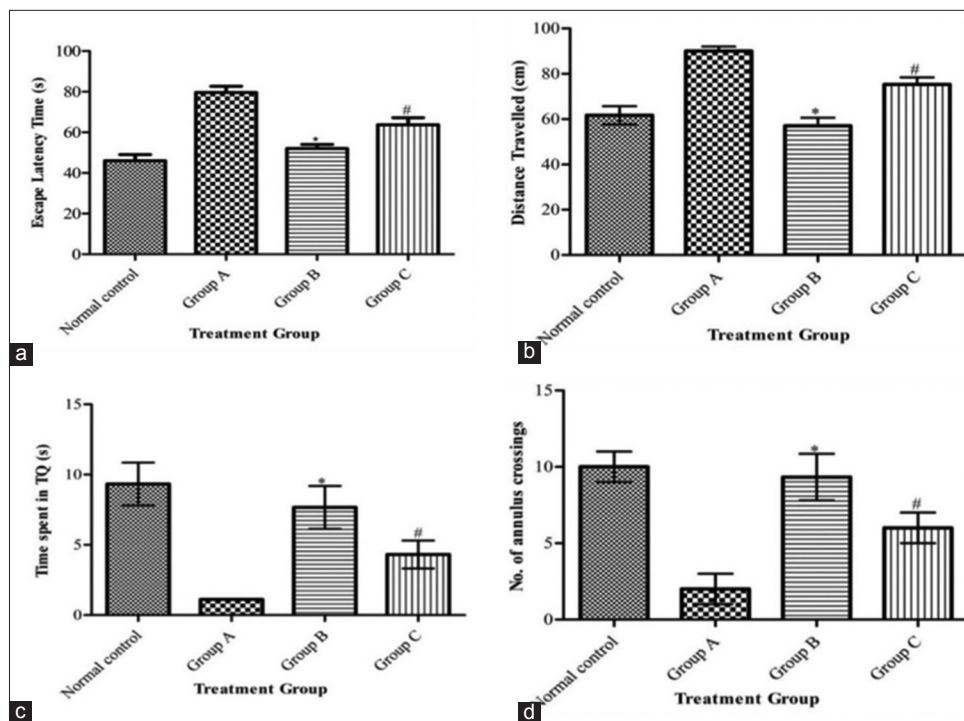 Escape Latency Time (s)
100
80
60
40
20
0
*
#
Normal control
Group A
Group B
Group C
Treatment Group
a
Distance Travelled (cm)
100
80
60
40
20
0
*
#
Normal control
Group A
Group B
Group C
Treatment Group
b
Time spent in TQ (s)
15
10
5
0
*
#
Normal control
Group A
Group B
Group C
Treatment Group
c
No. of annulus crossings
15
10
5
0
*
#
Normal control
Group A
Group B
Group C
Treatment Group
d